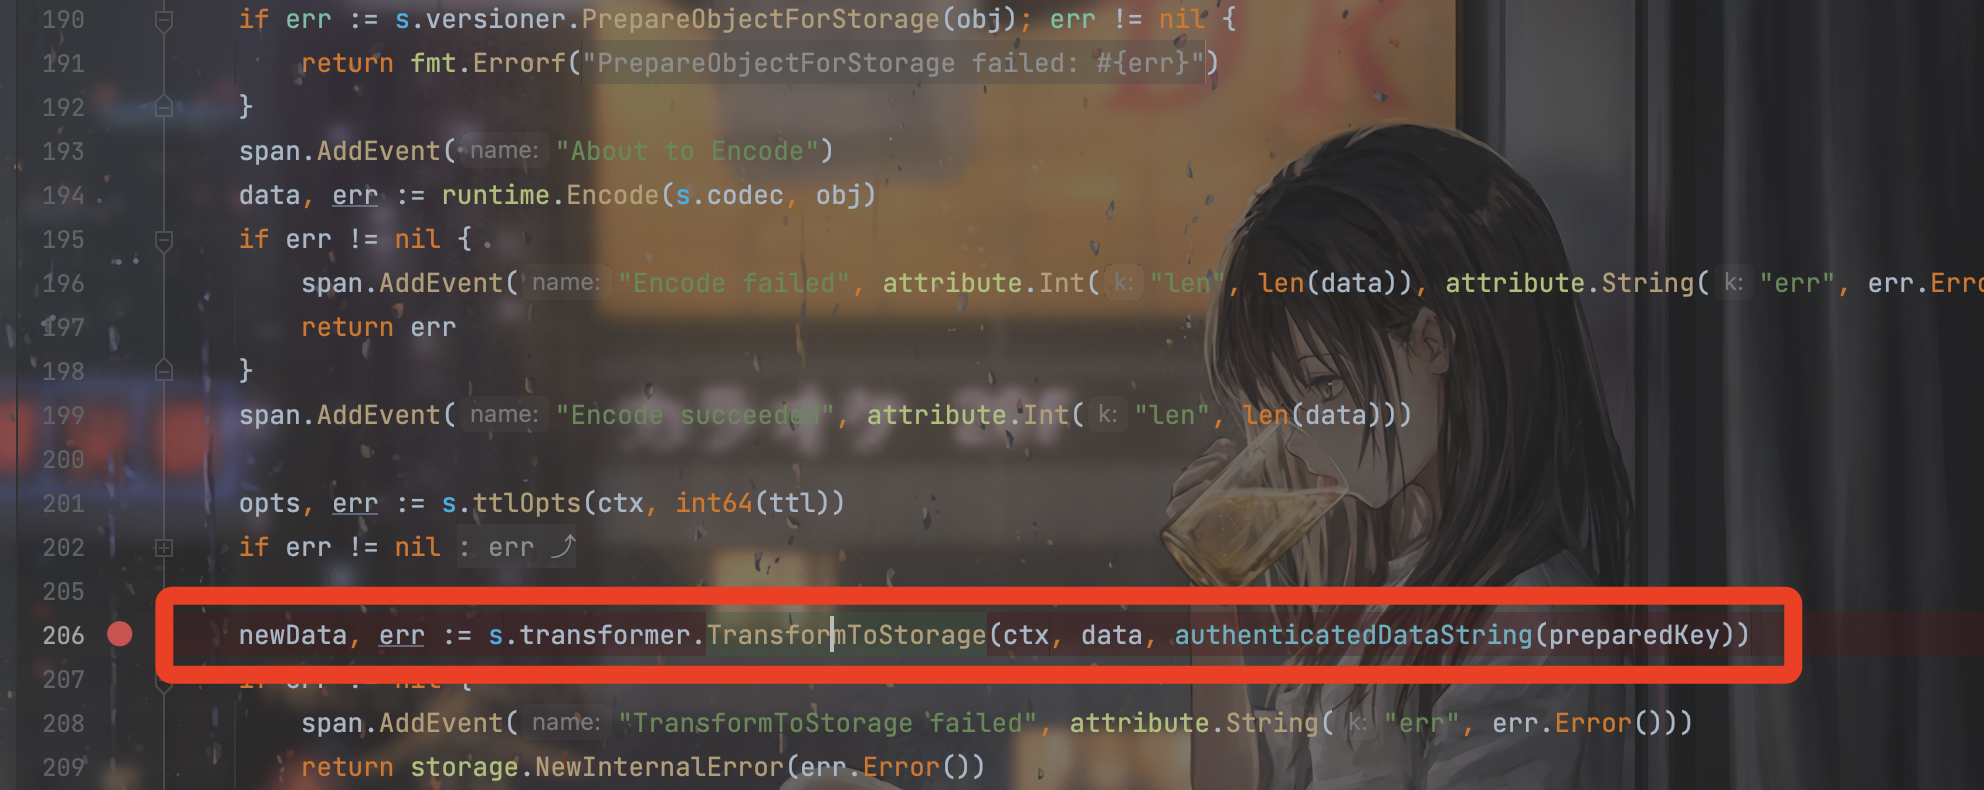 190 if err := s.versioner.PrepareObjectForStorage(obj); err != nil {
191 return fmt.Errorf("PrepareObjectForStorage failed: #{err}")
192 }
193 span.AddEvent( name: "About to Encode")
194 data, err := runtime.Encode(s.codec, obj)
195 if err != nil {
196 span.AddEvent( name: "Encode failed", attribute.Int( k: "len", len(data)), attribute.String( k: "err", err.Erro
197 return err
198 }
199 span.AddEvent( name: "Encode succeeded", attribute.Int( k: "len", len(data)))
200
201 opts, err := s.ttlOpts(ctx, int64(ttl))
202 if err != nil : err
205
206 newData, err := s.transformer.TransformToStorage(ctx, data, authenticatedDataString(preparedKey))
207 if err != nil {
208 span.AddEvent( name: "TransformToStorage failed", attribute.String( k: "err", err.Error()))
209 return storage.NewInternalError(err.Error())